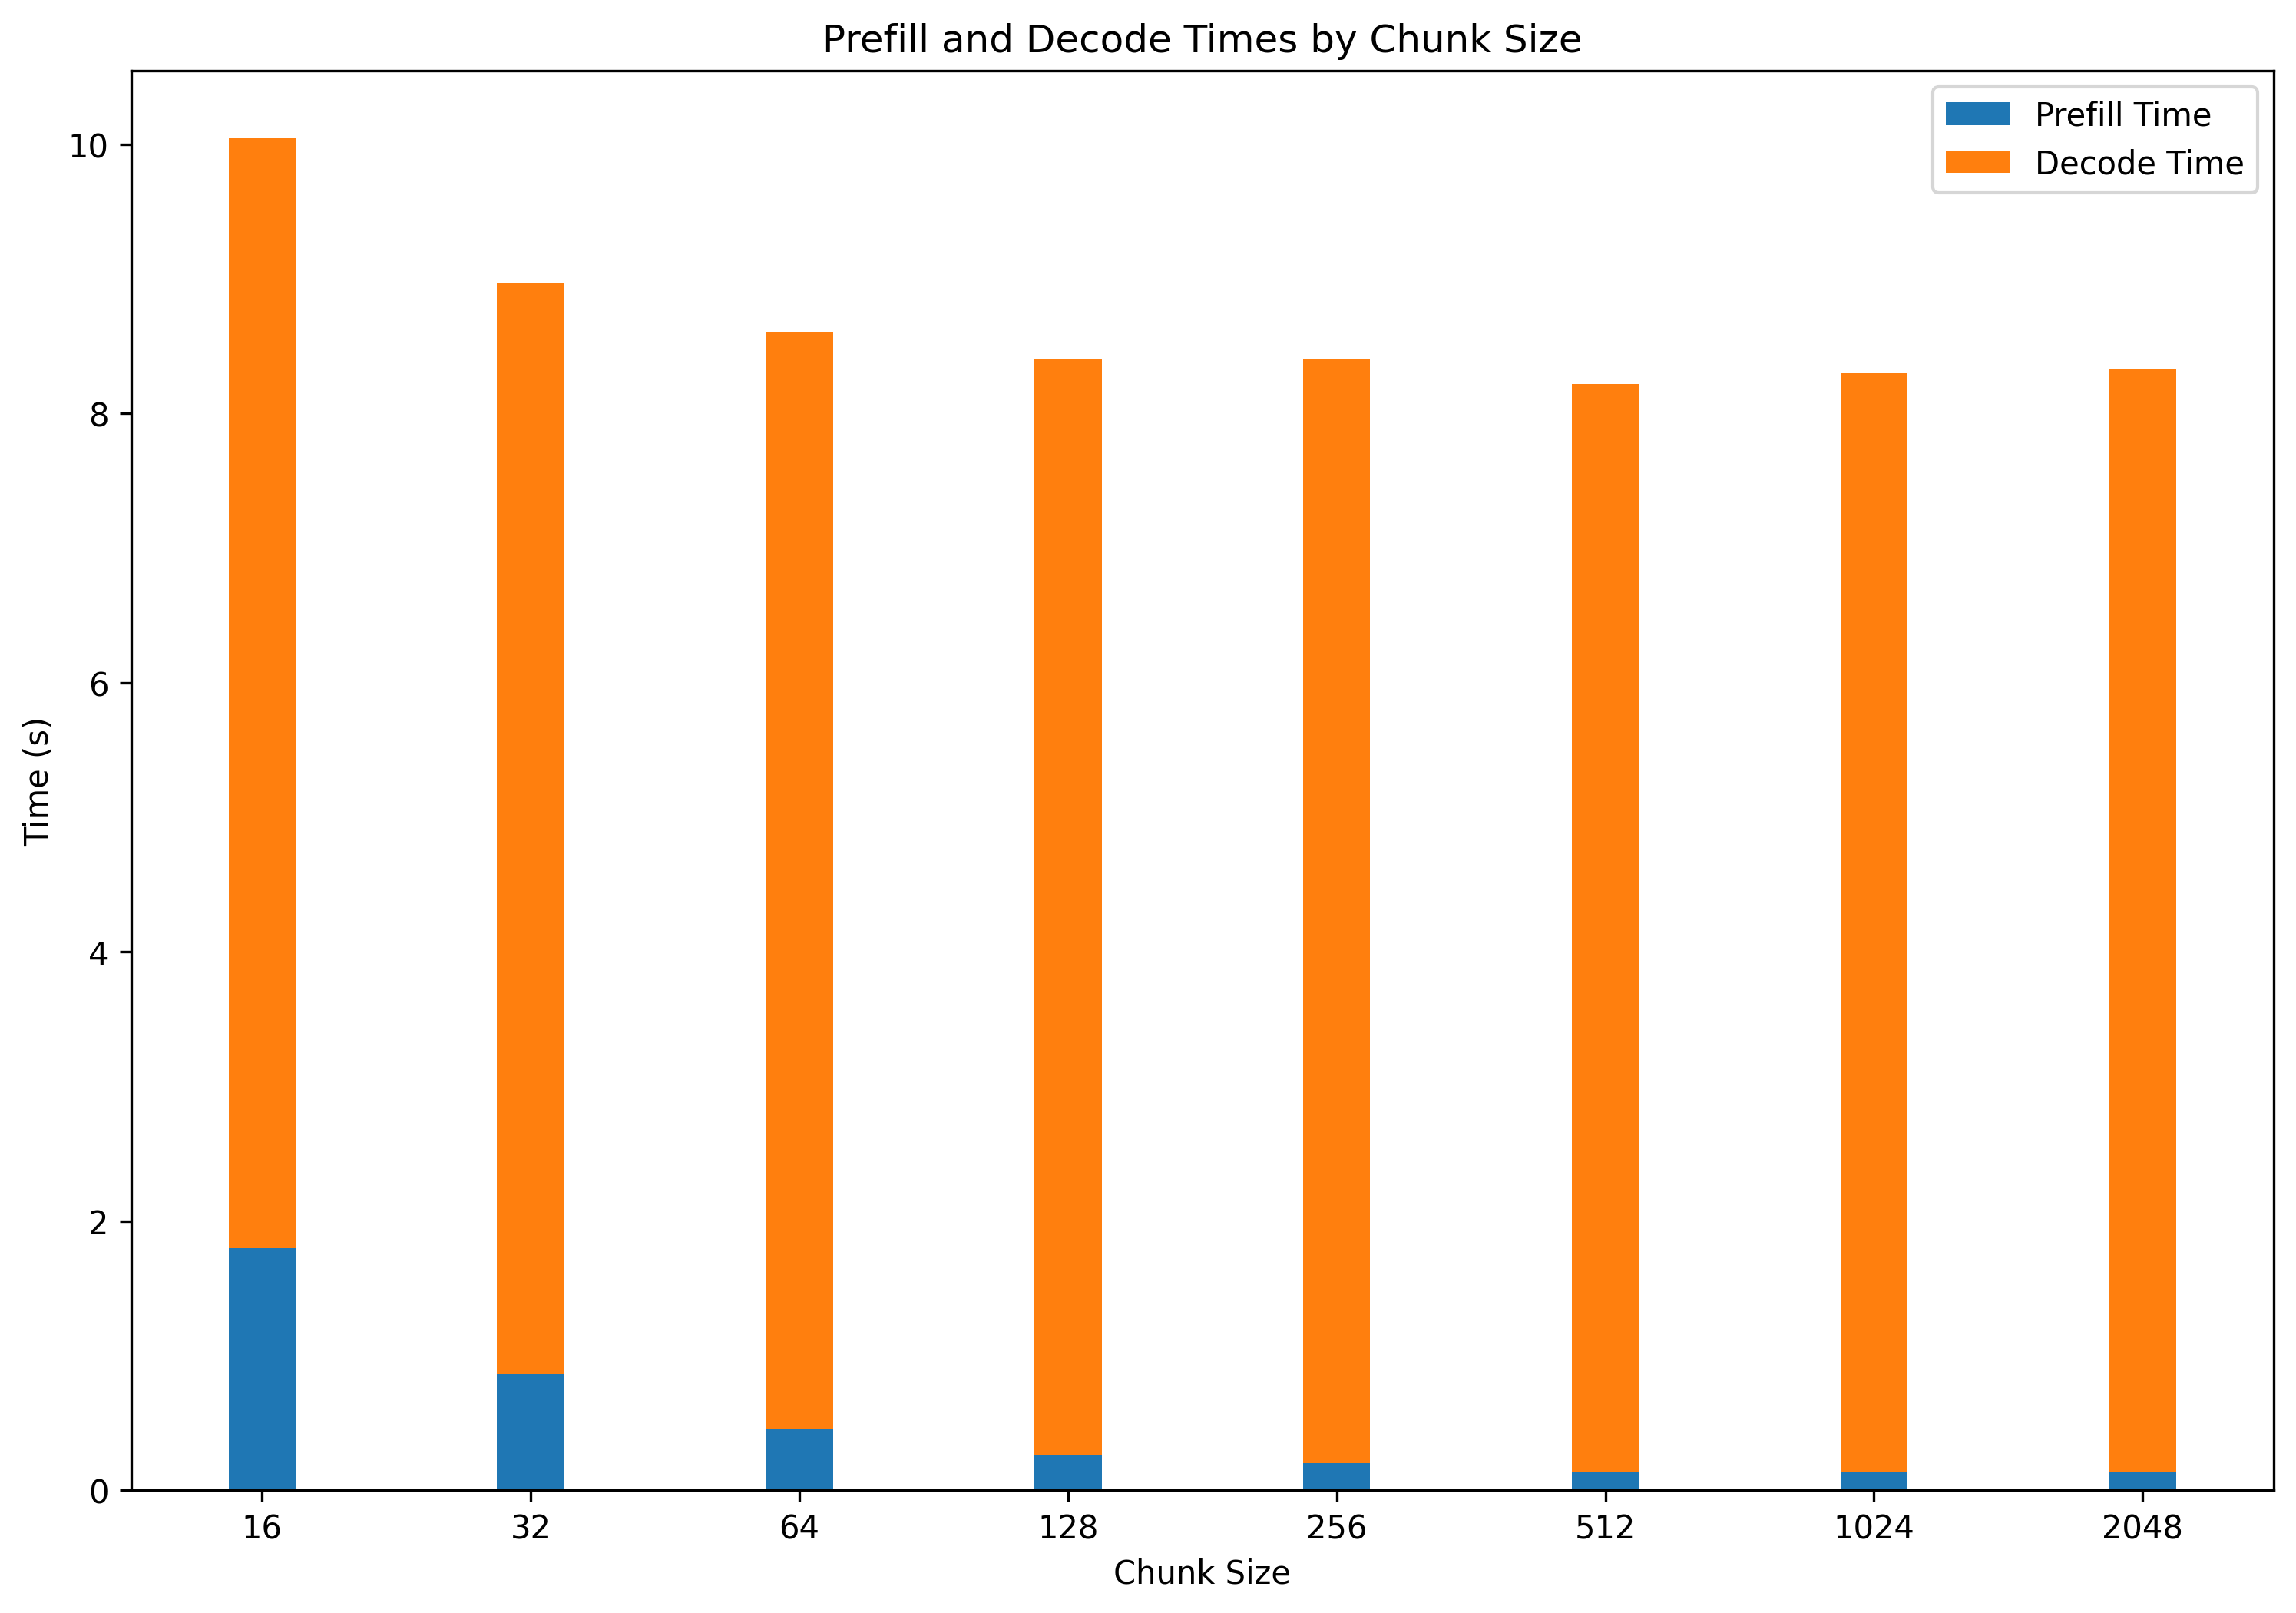 Prefill and Decode Times by Chunk Size
Prefill Time
Decode Time
Time (s)
10
8
6
4
2
0
16 32 64 128 256 512 1024 2048
Chunk Size